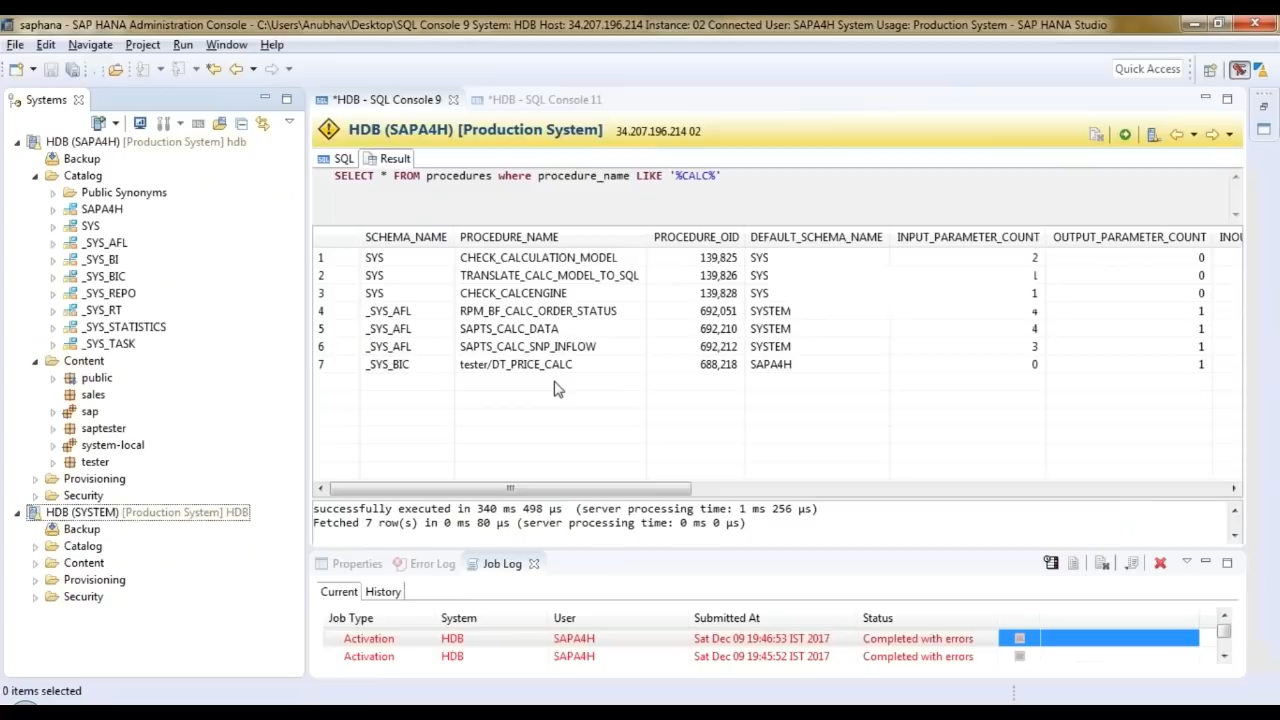 saphana - SAP HANA Administration Console - C:\Users\Anubhav\Desktop\SQL Console 9 System: HDB Host: 34.207.196.214 Instance: 02 Connected User: SAPA4H System Usage: Production System - SAP HANA Studio
File Edit Navigate Project Run Window Help
Quick Access
Systems
*HDB - SQL Console 9 *HDB - SQL Console 11
HDB (SAPA4H) [Production System] 34.207.196.214 02
SQL Result
SELECT * FROM procedures where procedure_name LIKE '%CALC%'
HDB (SAPA4H) [Production System] hdb
Backup
Catalog
Public Synonyms
SAPA4H
SYS
_SYS_AFL
_SYS_BI
_SYS_BIC
_SYS_REPO
_SYS_RT
_SYS_STATISTICS
_SYS_TASK
Content
public
sales
sap
saptester
system-local
tester
Provisioning
Security
HDB (SYSTEM) [Production System] HDB
Backup
Catalog
Content
Provisioning
Security
SCHEMA_NAME PROCEDURE_NAME PROCEDURE_OID DEFAULT_SCHEMA_NAME INPUT_PARAMETER_COUNT OUTPUT_PARAMETER_COUNT INOU
1 SYS CHECK_CALCULATION_MODEL 139,825 SYS 2 0
2 SYS TRANSLATE_CALC_MODEL_TO_SQL 139,826 SYS 1 0
3 SYS CHECK_CALCENGINE 139,828 SYS 1 0
4 _SYS_AFL RPM_BF_CALC_ORDER_STATUS 692,051 SYSTEM 4 1
5 _SYS_AFL SAPTS_CALC_DATA 692,210 SYSTEM 4 1
6 _SYS_AFL SAPTS_CALC_SNP_INFLOW 692,212 SYSTEM 3 1
7 _SYS_BIC tester/DT_PRICE_CALC 688,218 SAPA4H 0 1
successfully executed in 340 ms 498 µs (server processing time: 1 ms 256 µs)
Fetched 7 row(s) in 0 ms 80 µs (server processing time: 0 ms 0 µs)
Properties Error Log Job Log
Current History
Job Type System User Submitted At Status
Activation HDB SAPA4H Sat Dec 09 19:46:53 IST 2017 Completed with errors
Activation HDB SAPA4H Sat Dec 09 19:45:52 IST 2017 Completed with errors
0 items selected